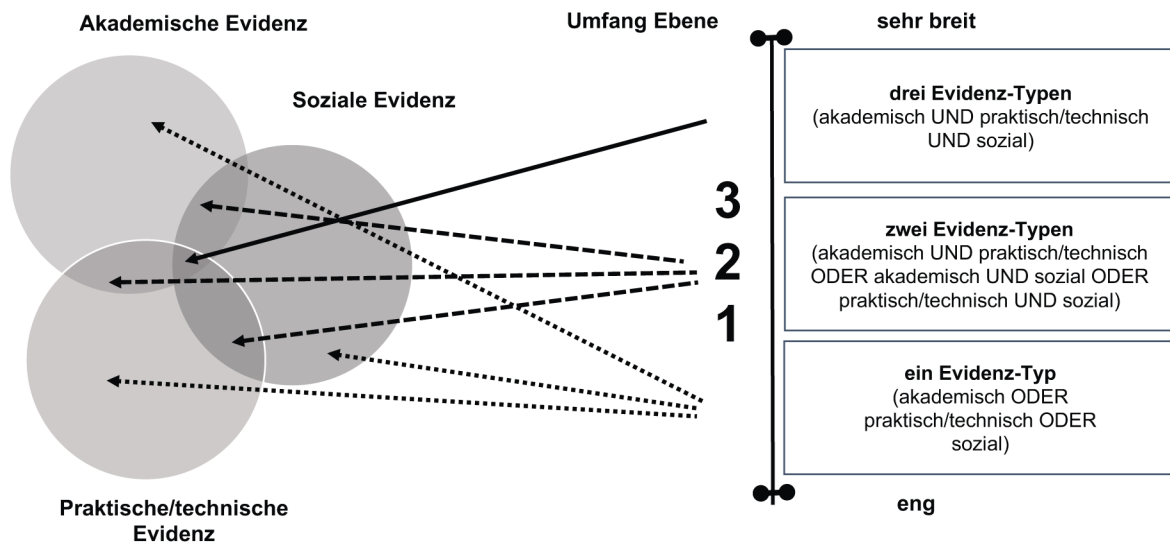 Akademische Evidenz
Soziale Evidenz
Praktische/technische
Evidenz
Umfang Ebene
3
2
1
sehr breit
drei Evidenz-Typen
(akademisch UND praktisch/technisch
UND sozial)
zwei Evidenz-Typen
(akademisch UND praktisch/technisch
ODER akademisch UND sozial ODER
praktisch/technisch UND sozial)
ein Evidenz-Typ
(akademisch ODER
praktisch/technisch ODER
sozial)
eng